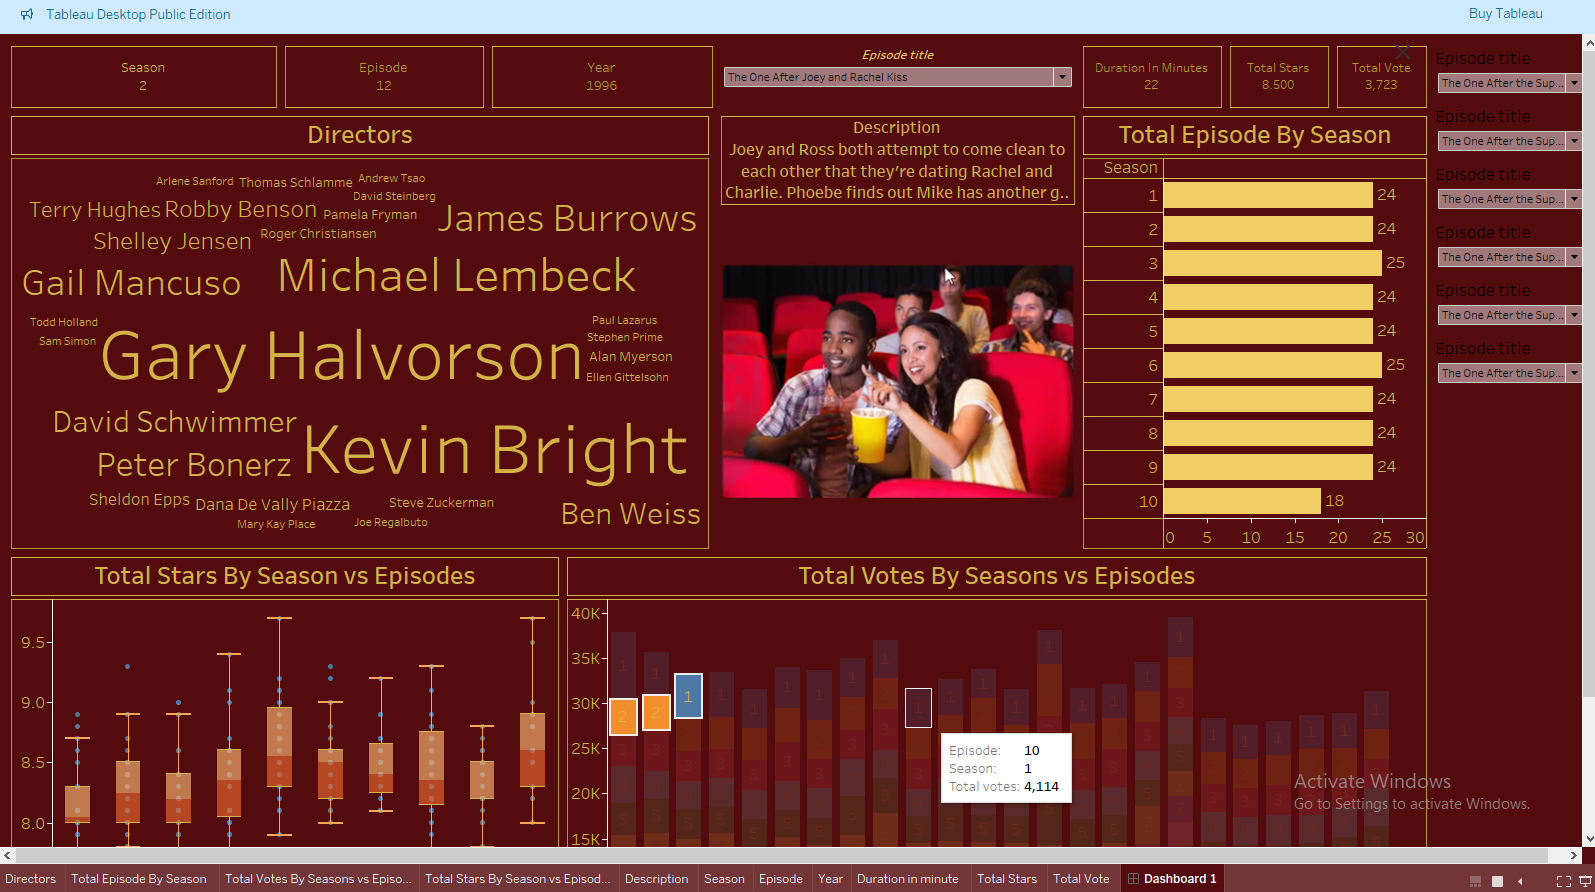 Tableau Desktop Public Edition
Buy Tableau
Season
2
Episode
12
Year
1996
Episode title
The One After Joey and Rachel Kiss
Duration In Minutes
22
Total Stars
8.500
Total Vote
3,723
Episode title
The One After the Sup...
Episode title
The One After the Sup...
Episode title
The One After the Sup...
Episode title
The One After the Sup...
Episode title
The One After the Sup...
Episode title
The One After the Sup...
Directors
Arlene Sanford Thomas Schlamme Andrew Tsao
David Steinberg
Terry Hughes Robby Benson Pamela Fryman James Burrows
Shelley Jensen Roger Christiansen
Gail Mancuso Michael Lembeck
Todd Holland Paul Lazarus
Sam Simon Gary Halvorson Stephen Prime
Alan Myerson
Ellen Gittelsohn
David Schwimmer Kevin Bright
Peter Bonerz
Sheldon Epps Dana De Vally Piazza Steve Zuckerman
Mary Kay Place Joe Regalbuto Ben Weiss
Description
Joey and Ross both attempt to come clean to
each other that they're dating Rachel and
Charlie. Phoebe finds out Mike has another g..
Total Episode By Season
Season
1 24
2 24
3 25
4 24
5 24
6 25
7 24
8 24
9 24
10 18
0 5 10 15 20 25 30
Total Stars By Season vs Episodes
9.5
9.0
8.5
8.0
Total Votes By Seasons vs Episodes
40K
35K
30K
25K
20K
15K
2 2 1 1
Episode: 10
Season: 1
Total votes: 4,114
Activate Windows
Go to Settings to activate Windows.
Directors Total Episode By Season Total Votes By Seasons vs Episo... Total Stars By Season vs Episod... Description Season Episode Year Duration in minute Total Stars Total Vote Dashboard 1